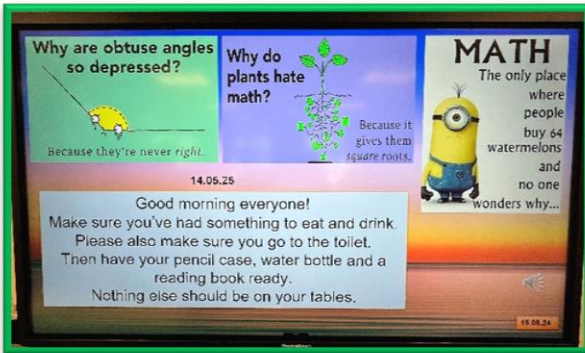 Why are obtuse angles
so depressed?
Because they're never right.
Why do
plants hate
math?
Because it
gives them
square roots.
MATH
The only place
where
people
buy 64
watermelons
and
no one
wonders why...
14.05.25
Good morning everyone!
Make sure you've had something to eat and drink.
Please also make sure you go to the toilet.
Then have your pencil case, water bottle and a
reading book ready.
Nothing else should be on your tables.
15.05.24